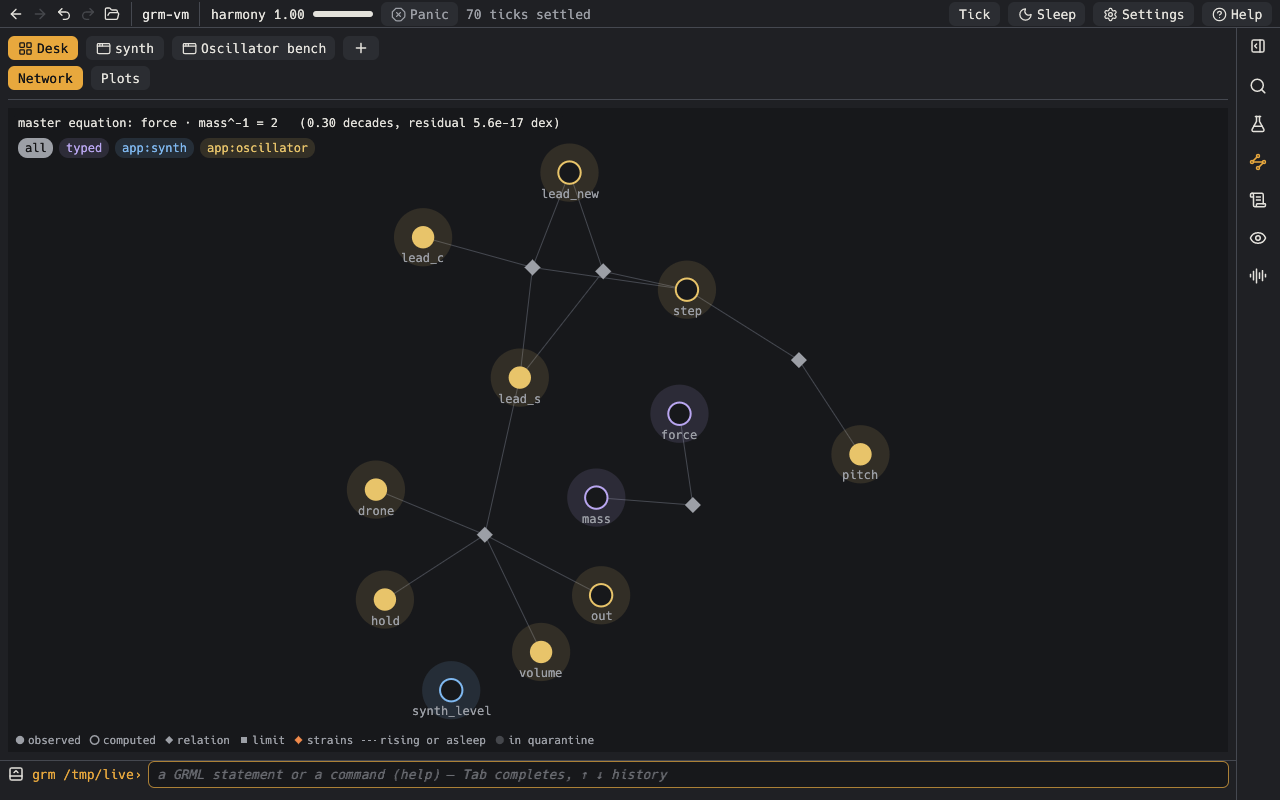 grm-vm harmony 1.00 Panic 70 ticks settled Tick Sleep Settings Help
Desk synth Oscillator bench +
Network Plots
master equation: force · mass^-1 = 2 (0.30 decades, residual 5.6e-17 dex)
all typed app:synth app:oscillator
lead_new
lead_c
step
lead_s
force
pitch
drone
mass
out
hold
volume
synth_level
observed computed relation limit strains rising or asleep in quarantine
grm /tmp/live› a GRML statement or a command (help) — Tab completes, ↑ ↓ history